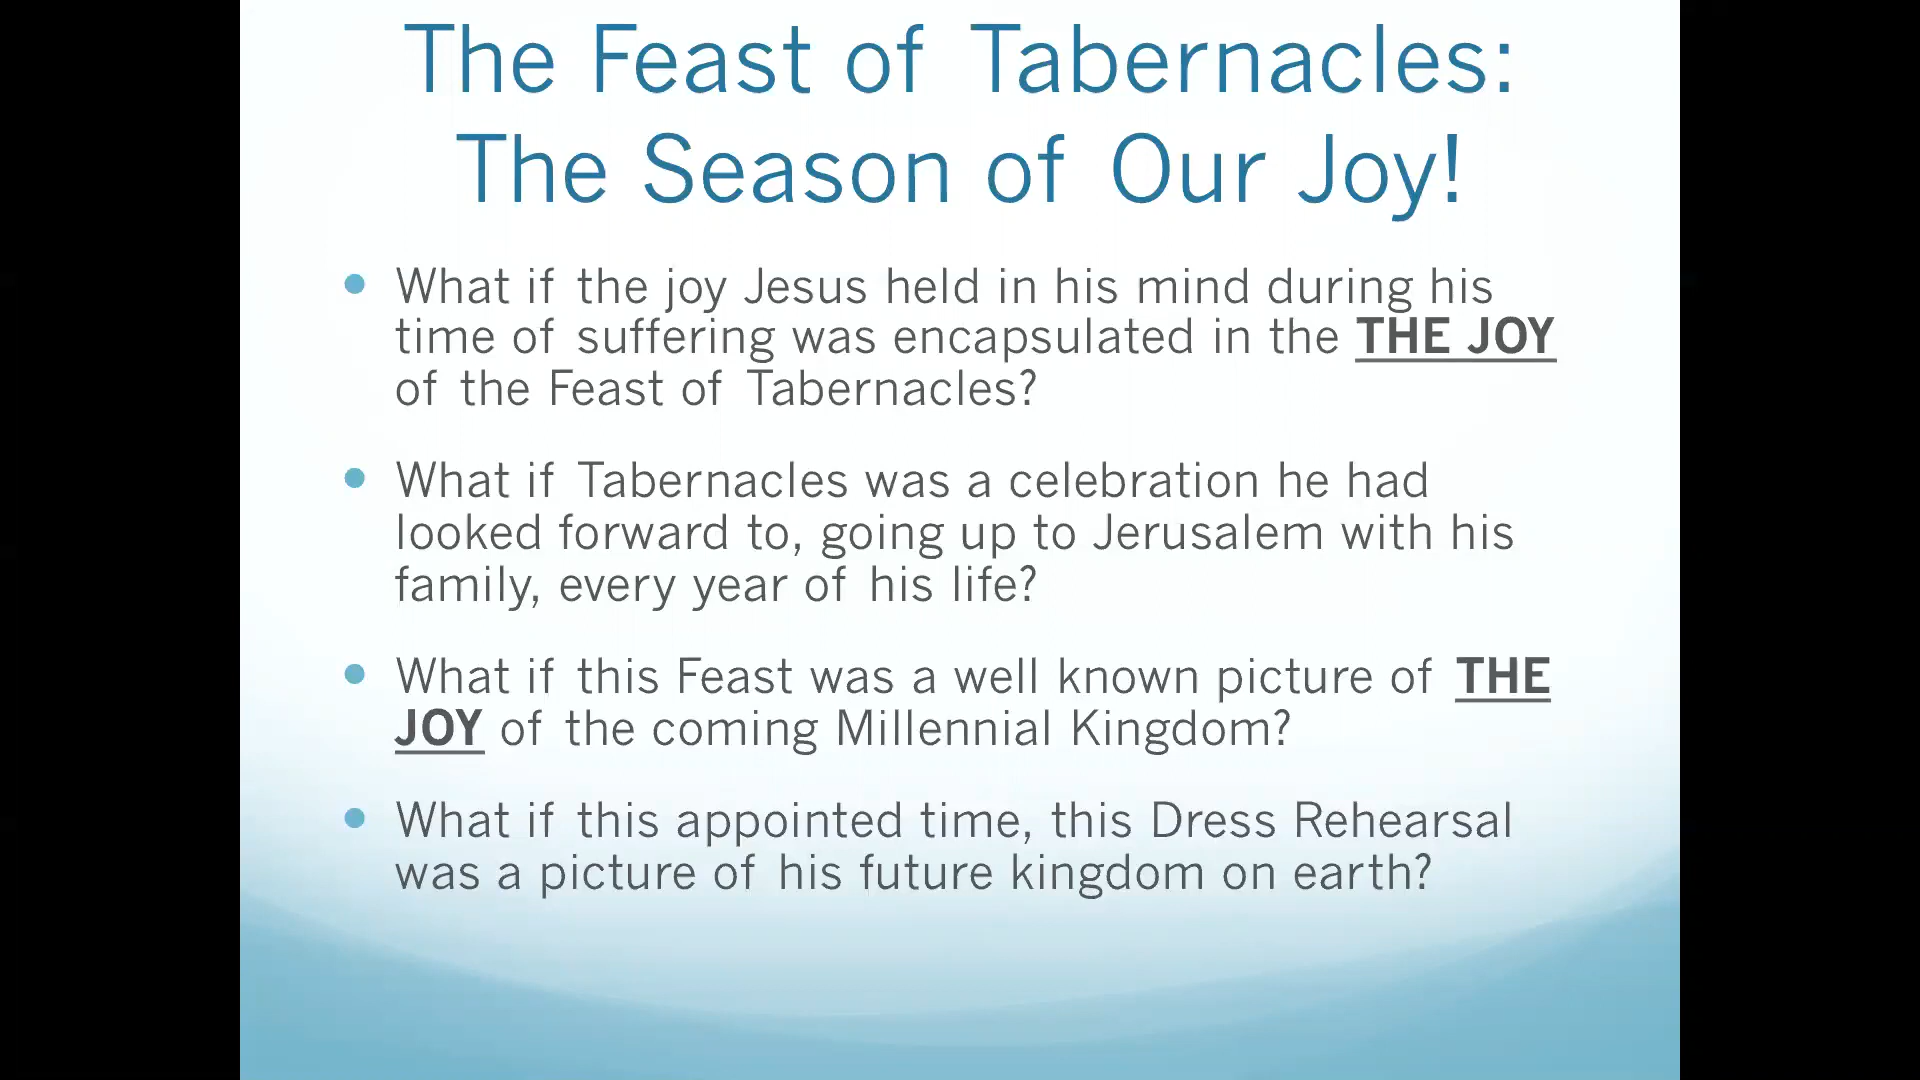 The Feast of Tabernacles:
The Season of Our Joy!
• What if the joy Jesus held in his mind during his
time of suffering was encapsulated in the THE JOY
of the Feast of Tabernacles?
• What if Tabernacles was a celebration he had
looked forward to, going up to Jerusalem with his
family, every year of his life?
• What if this Feast was a well known picture of THE
JOY of the coming Millennial Kingdom?
• What if this appointed time, this Dress Rehearsal
was a picture of his future kingdom on earth?